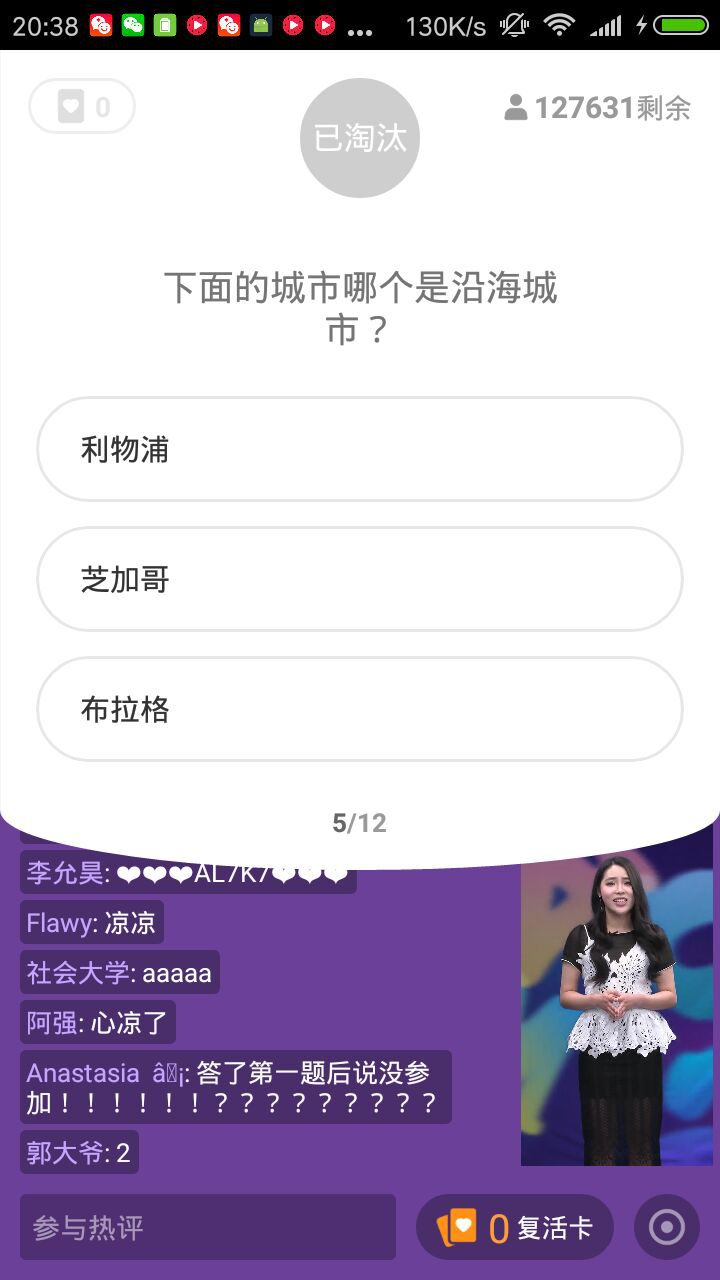 20:38
130K/s
0
已淘汰
127631剩余
下面的城市哪个是沿海城
市？
利物浦
芝加哥
布拉格
5/12
李允昊: ❤❤❤AL7K7❤❤❤
Flawy: 凉凉
社会大学: aaaaa
阿强: 心凉了
Anastasia : 答了第一题后说没参
加！！！！！！？？？？？？？？？
郭大爷: 2
参与热评
0 复活卡